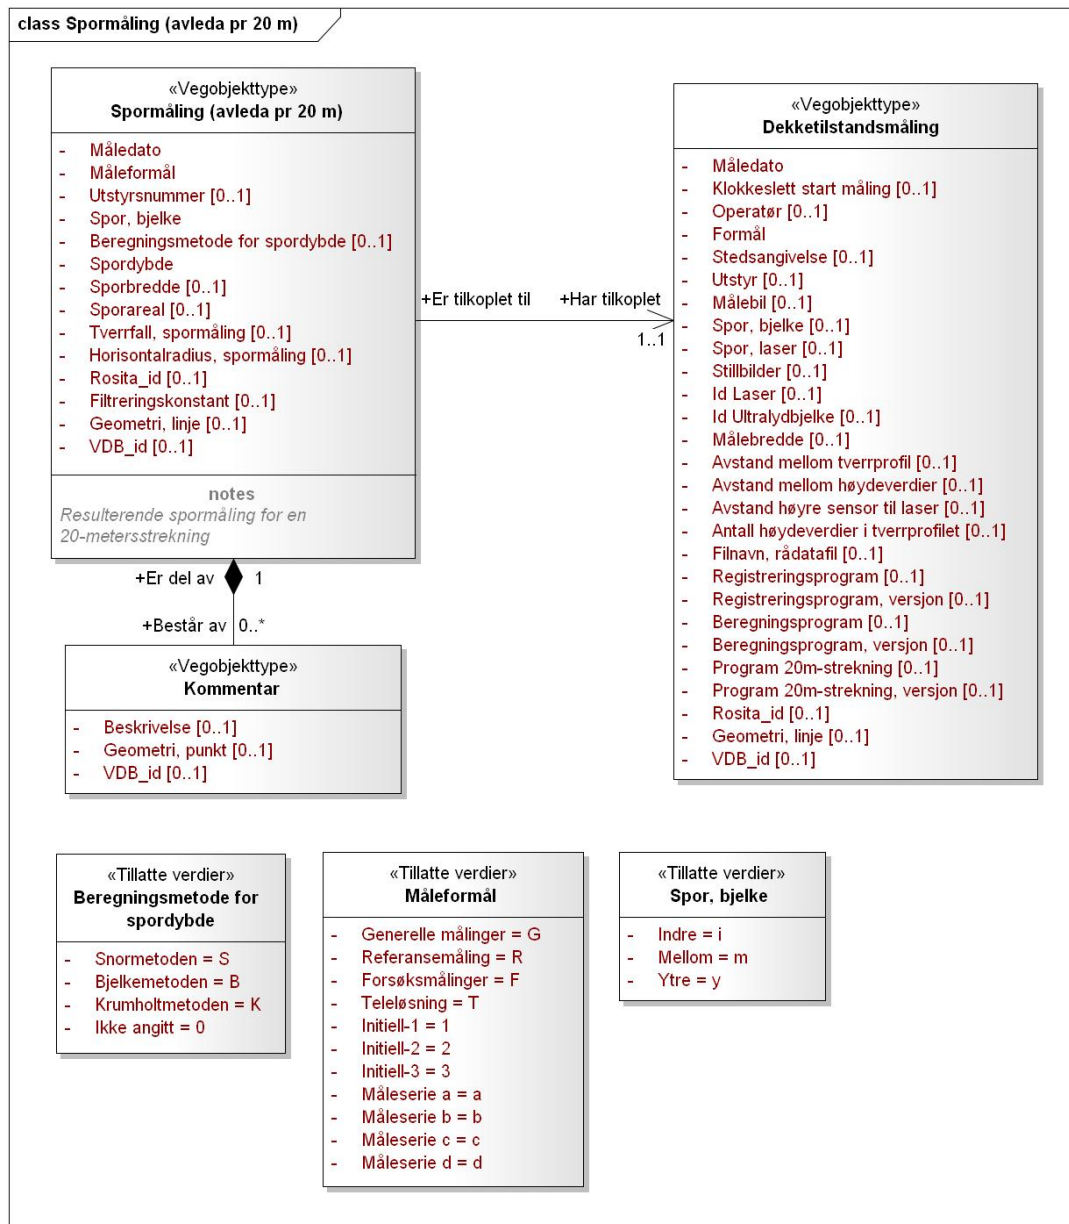 class Spormåling (avleda pr 20 m)
«Vegobjekttype»
Spormåling (avleda pr 20 m)
- Måledato
- Måleformål
- Utstyrsnummer [0..1]
- Spor, bjelke
- Beregningsmetode for spordybde [0..1]
- Spordybde
- Sporbredde [0..1]
- Sporareal [0..1]
- Tverrfall, spormåling [0..1]
- Horisontalradius, spormåling [0..1]
- Rosita_id [0..1]
- Filtreringskonstant [0..1]
- Geometri, linje [0..1]
- VDB_id [0..1]
notes
Resulterende spormåling for en
20-metersstrekning
+Er tilkoplet til
+Har tilkoplet
1..1
«Vegobjekttype»
Dekketilstandsmåling
- Måledato
- Klokkeslett start måling [0..1]
- Operatør [0..1]
- Formål
- Stedsangivelse [0..1]
- Utstyr [0..1]
- Målebil [0..1]
- Spor, bjelke [0..1]
- Spor, laser [0..1]
- Stillbilder [0..1]
- Id Laser [0..1]
- Id Ultralydbjelke [0..1]
- Målebredde [0..1]
- Avstand mellom tverrprofil [0..1]
- Avstand mellom høydeverdier [0..1]
- Avstand høyre sensor til laser [0..1]
- Antall høydeverdier i tverrprofilet [0..1]
- Filnavn, rådatafil [0..1]
- Registreringsprogram [0..1]
- Registreringsprogram, versjon [0..1]
- Beregningsprogram [0..1]
- Beregningsprogram, versjon [0..1]
- Program 20m-strekning [0..1]
- Program 20m-strekning, versjon [0..1]
- Rosita_id [0..1]
- Geometri, linje [0..1]
- VDB_id [0..1]
+Er del av 1
+Består av 0..*
«Vegobjekttype»
Kommentar
- Beskrivelse [0..1]
- Geometri, punkt [0..1]
- VDB_id [0..1]
«Tillatte verdier»
Beregningsmetode for
spordybde
- Snormetoden = S
- Bjelkemetoden = B
- Krumholtmetoden = K
- Ikke angitt = 0
«Tillatte verdier»
Måleformål
- Generelle målinger = G
- Referansemåling = R
- Forsøksmålinger = F
- Teleløsning = T
- Initiell-1 = 1
- Initiell-2 = 2
- Initiell-3 = 3
- Måleserie a = a
- Måleserie b = b
- Måleserie c = c
- Måleserie d = d
«Tillatte verdier»
Spor, bjelke
- Indre = i
- Mellom = m
- Ytre = y